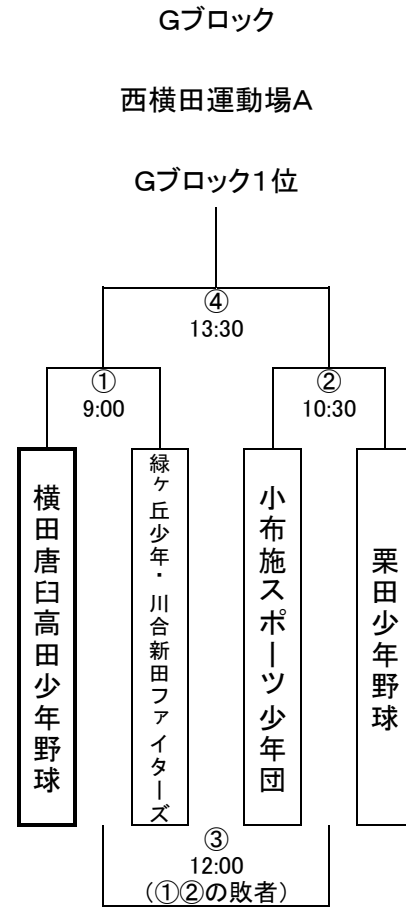 Gブロック
西横田運動場A
Gブロック1位
④
13:30
①
9:00
②
10:30
横田唐臼高田少年野球
緑ヶ丘少年・川合新田ファイターズ
小布施スポーツ少年団
栗田少年野球
③
12:00
(①②の敗者)